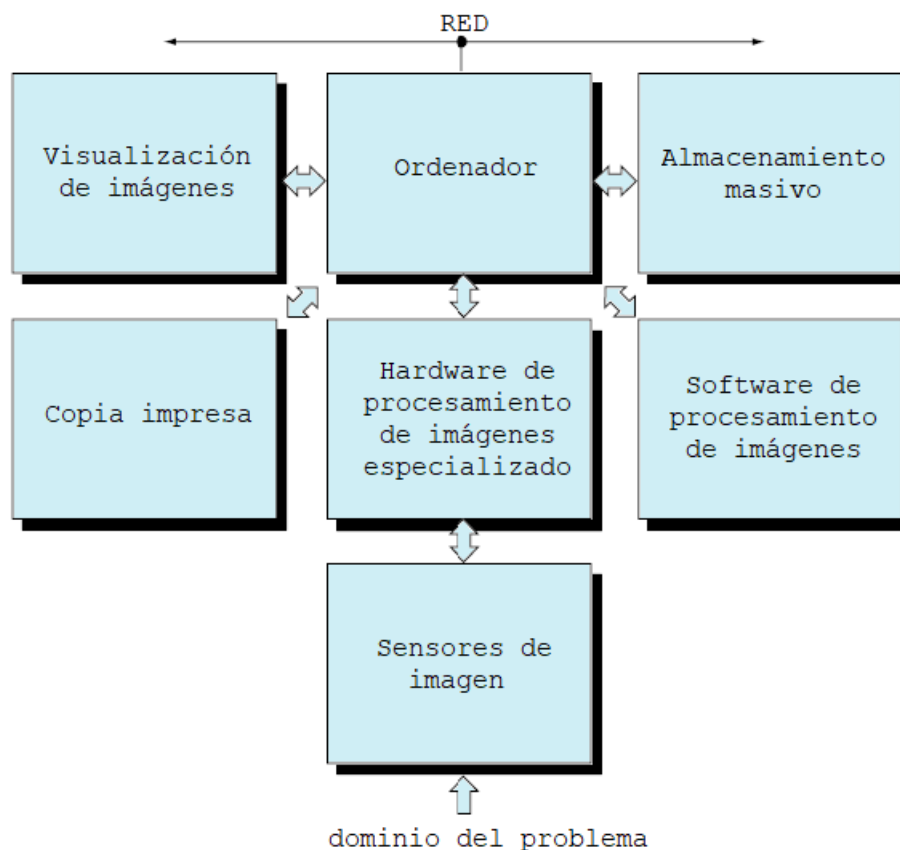 RED
Visualización
de imágenes
Ordenador
Almacenamiento
masivo
Copia impresa
Hardware de
procesamiento
de imágenes
especializado
Software de
procesamiento
de imágenes
Sensores de
imagen
dominio del problema